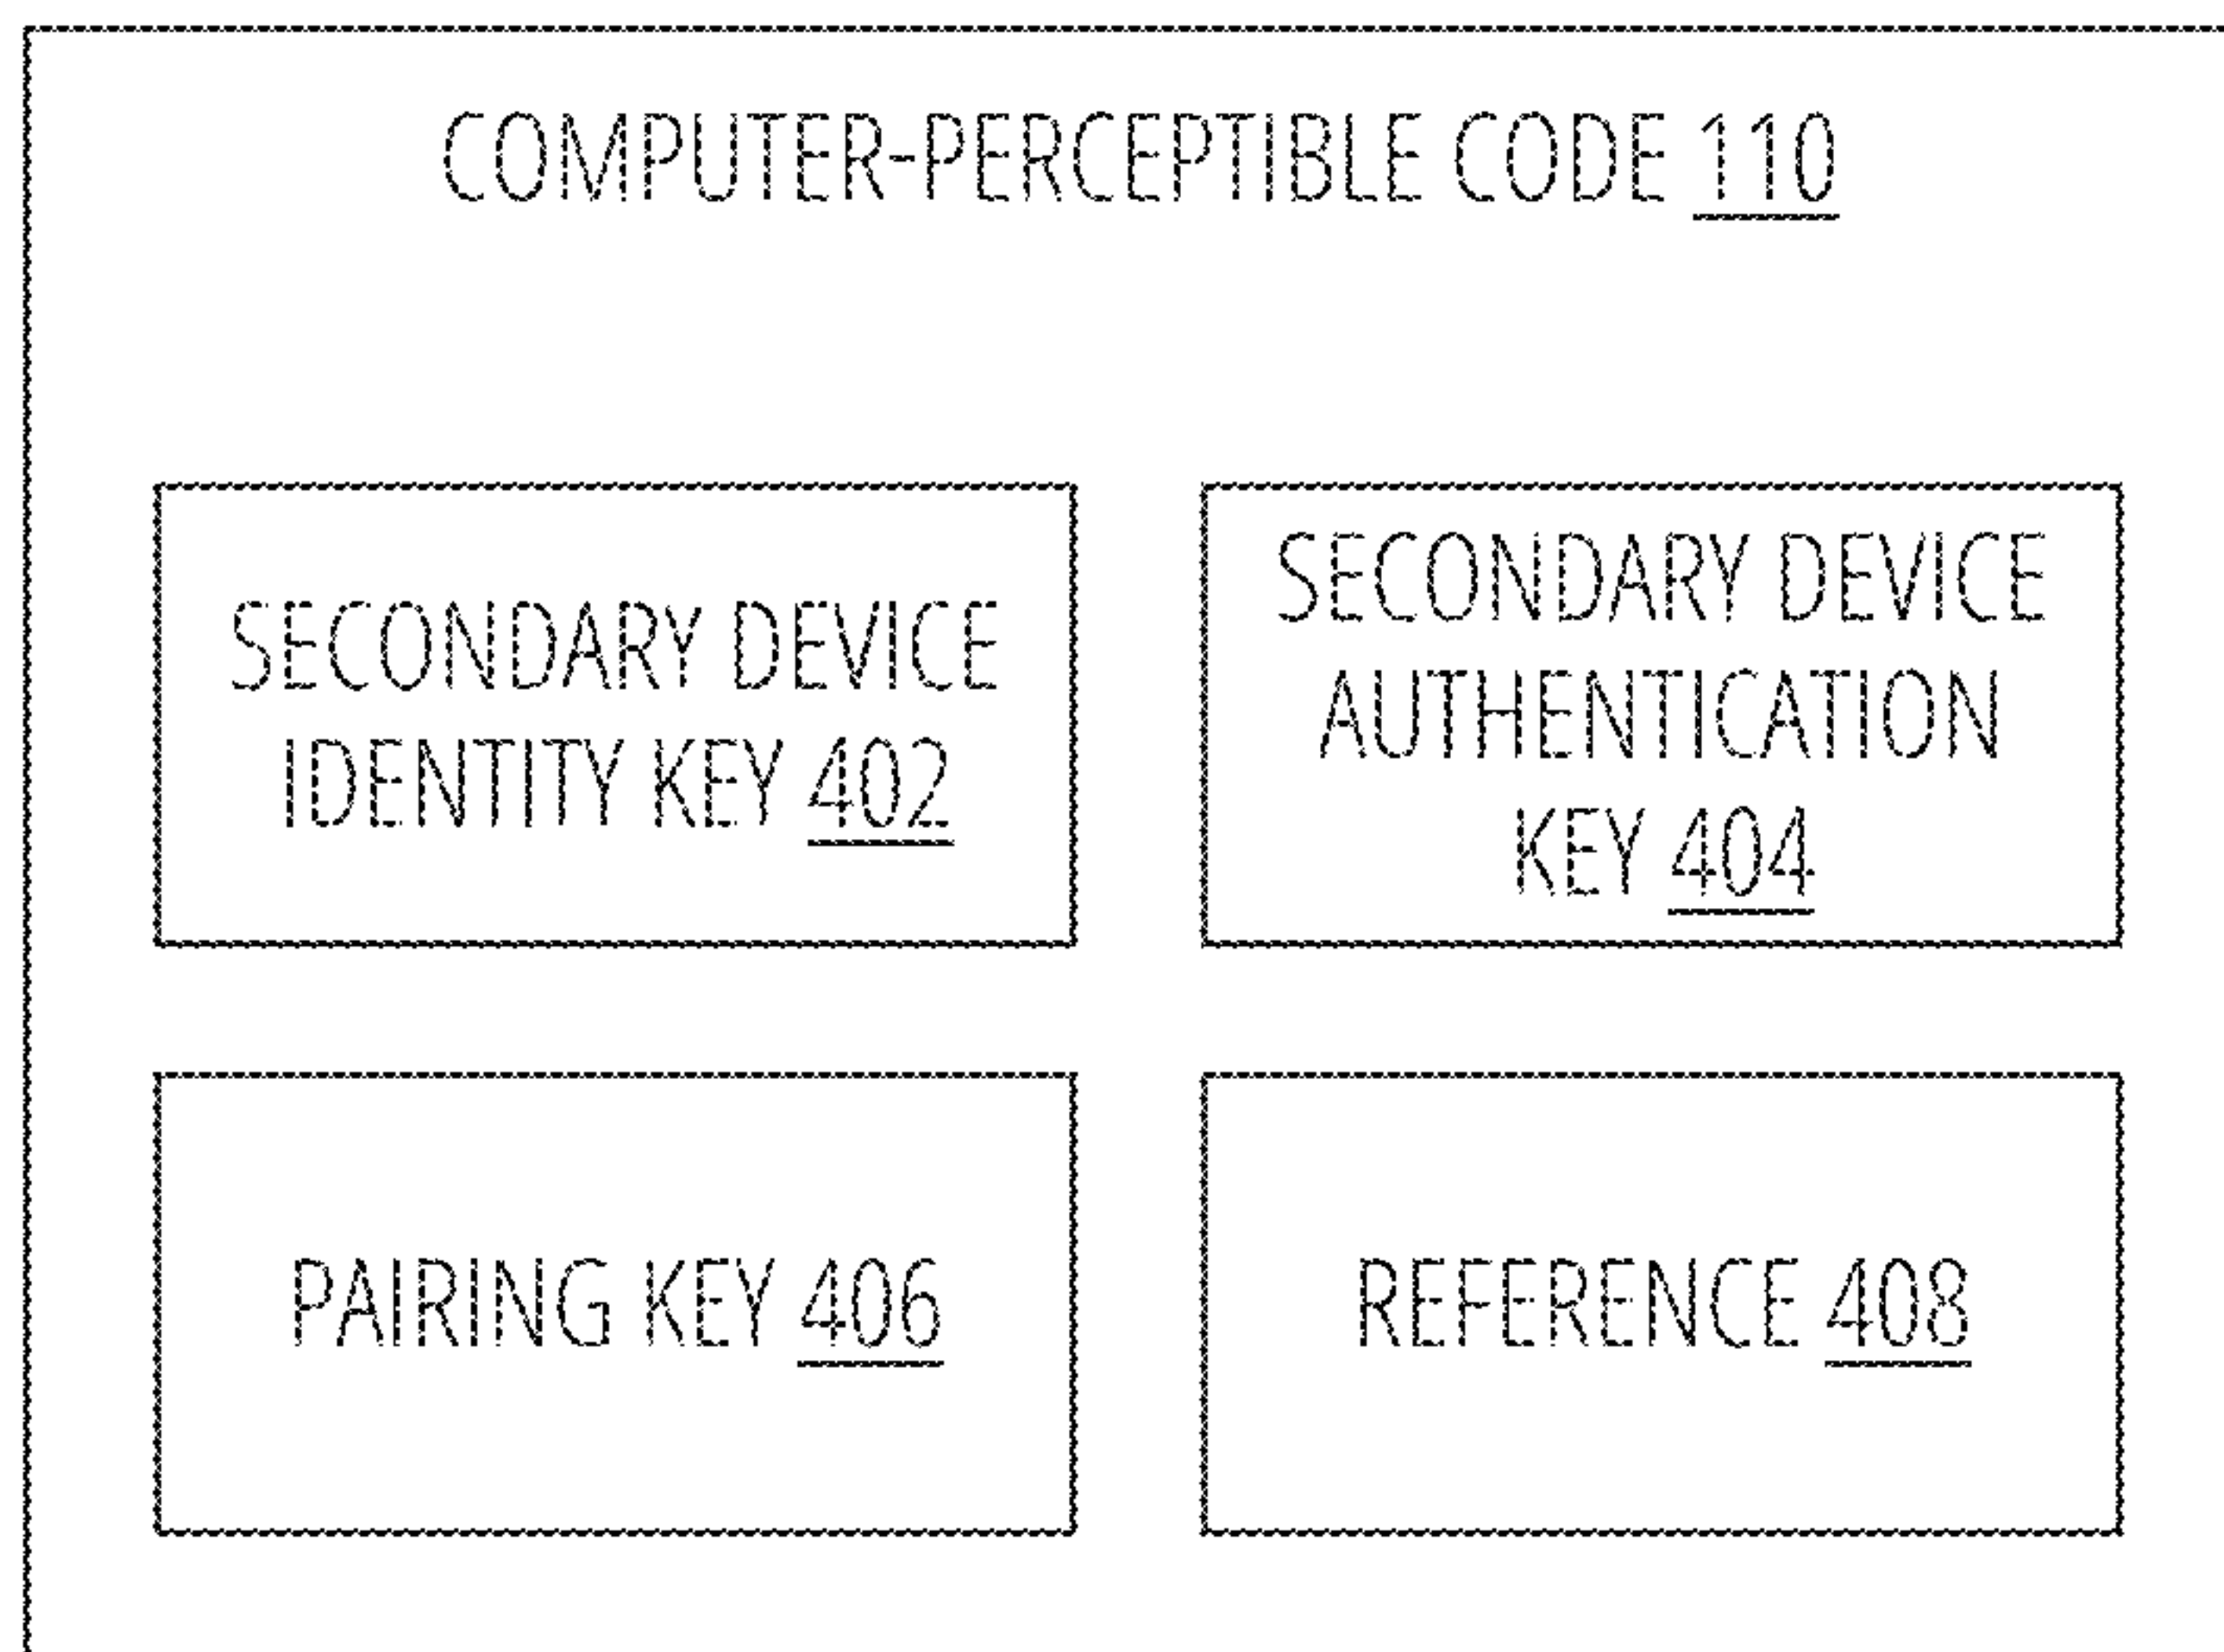 COMPUTER-PERCEPTIBLE CODE 110
SECONDARY DEVICE
IDENTITY KEY 402
SECONDARY DEVICE
AUTHENTICATION
KEY 404
PAIRING KEY 406
REFERENCE 408